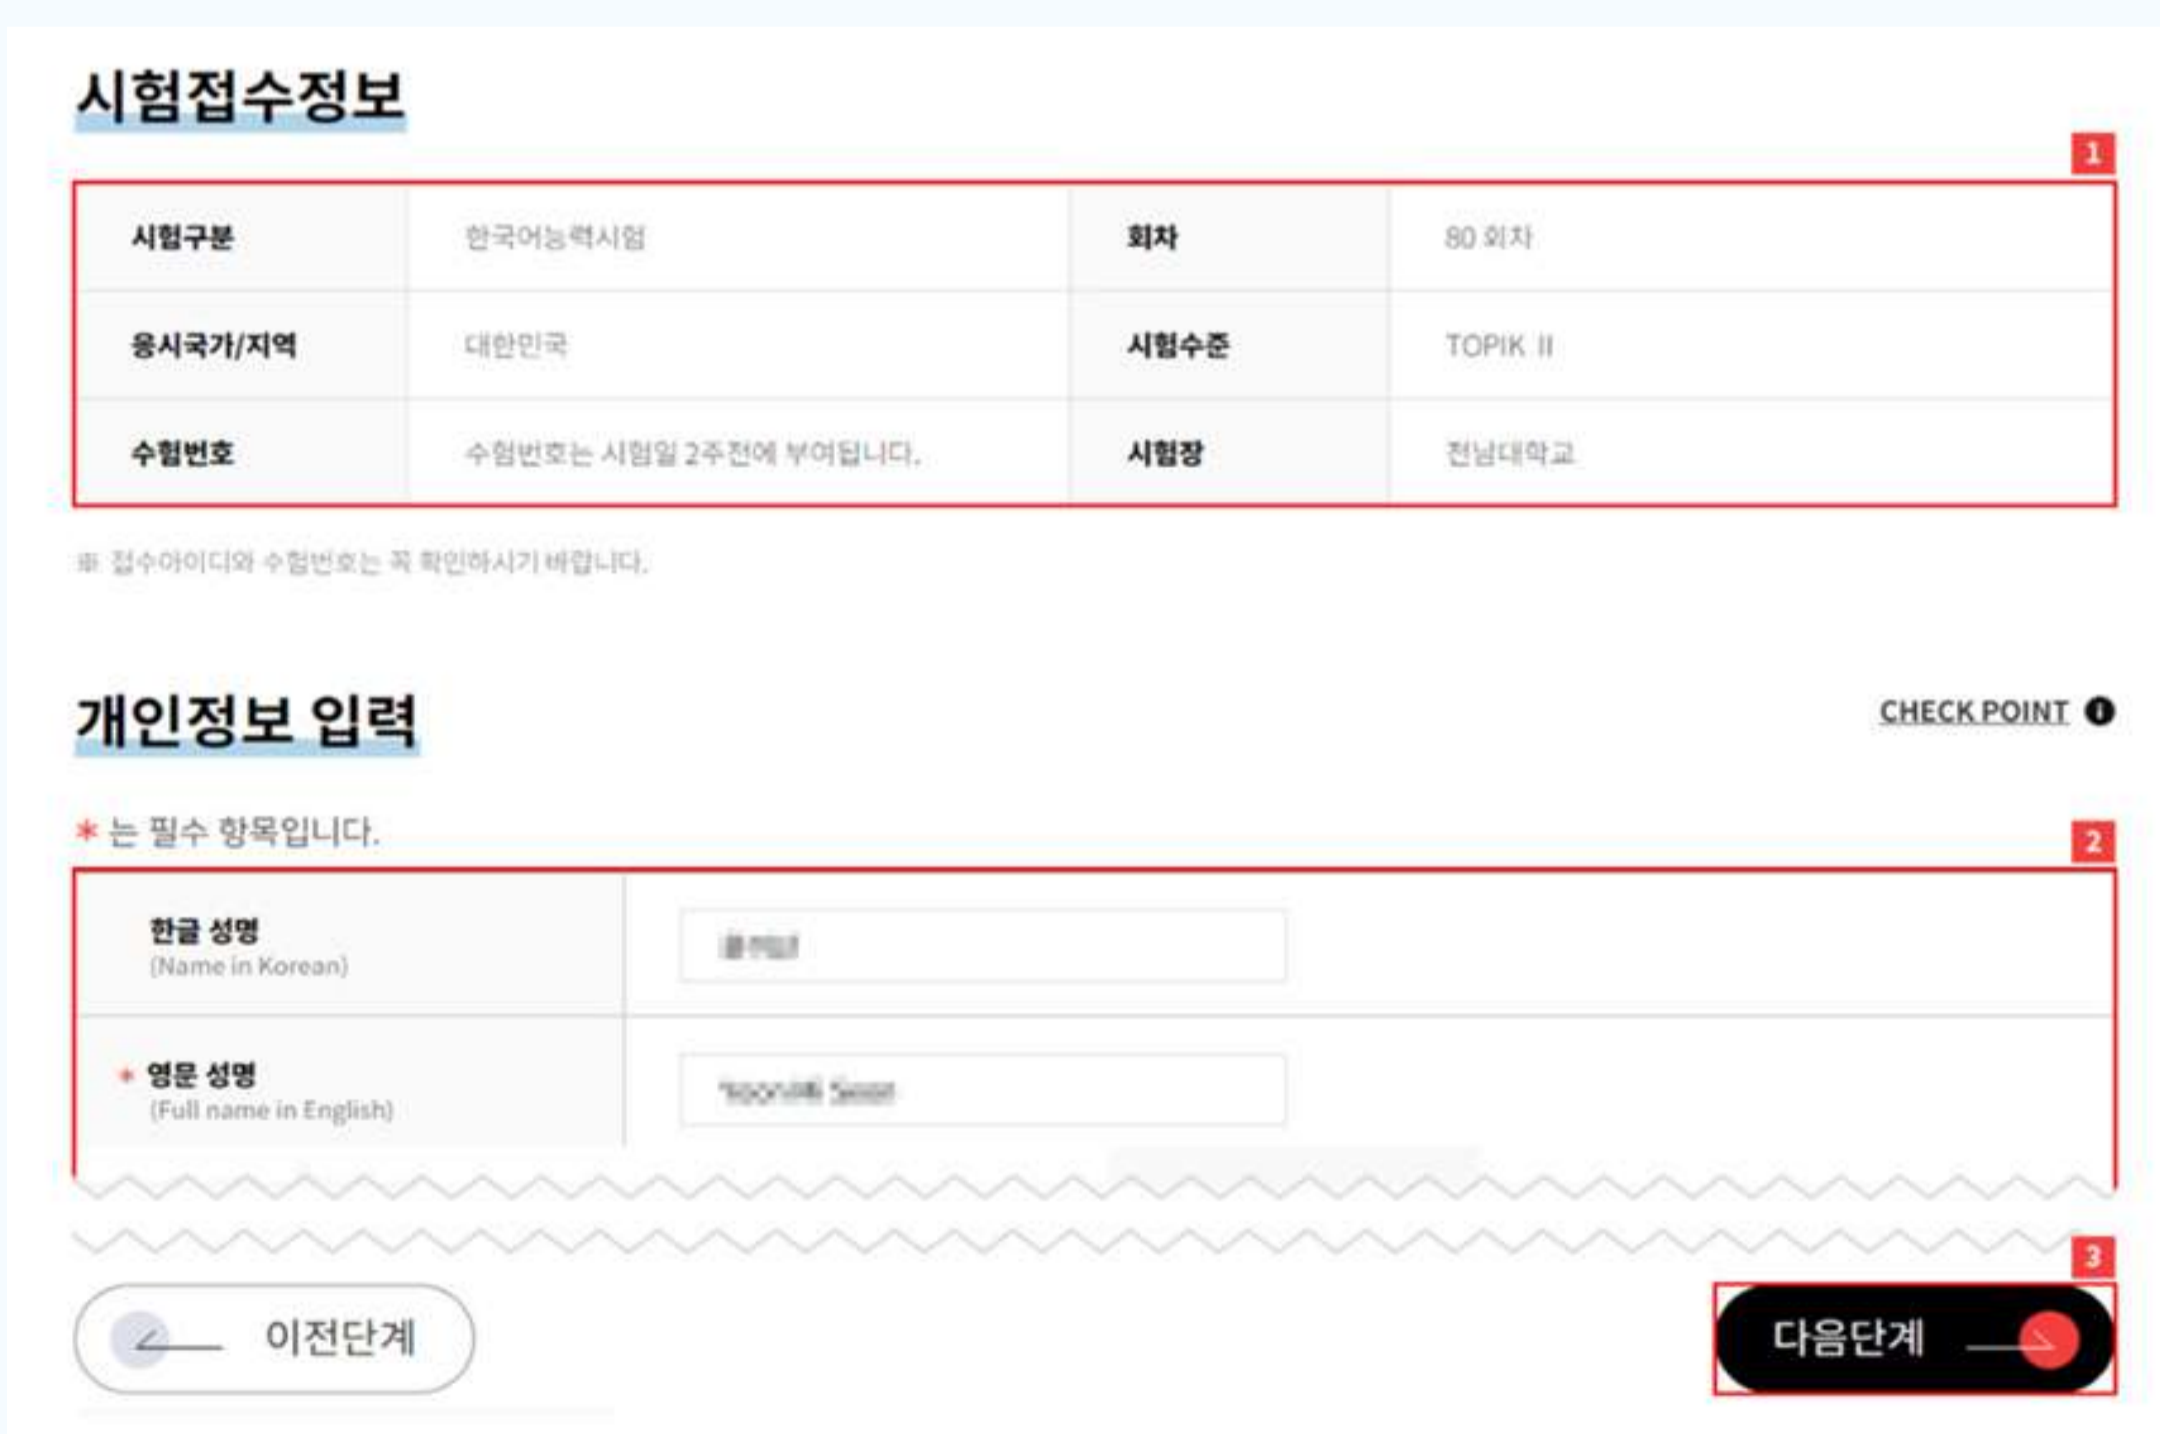 시험접수정보
1
시험구분 한국어능력시험 회차 80 회차
응시국가/지역 대한민국 시험수준 TOPIK II
수험번호 수험번호는 시험일 2주전에 부여됩니다. 시험장 전남대학교
※ 접수아이디와 수험번호는 꼭 확인하시기 바랍니다.
개인정보 입력
CHECK POINT
* 는 필수 항목입니다.
2
한글 성명
(Name in Korean)
* 영문 성명
(Full name in English)
3
이전단계
다음단계